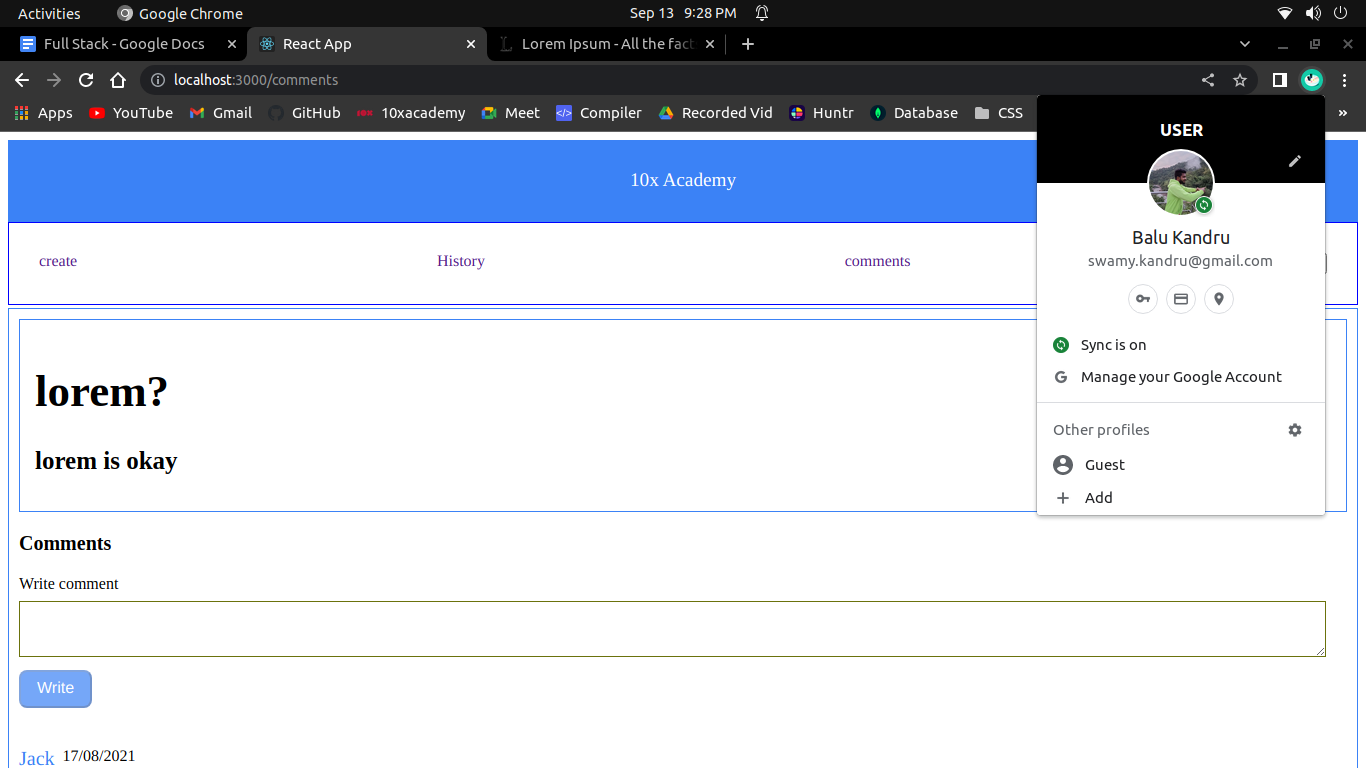 Activities Google Chrome Sep 13 9:28 PM
Full Stack - Google Docs React App Lorem Ipsum - All the fact
localhost:3000/comments
Apps YouTube Gmail GitHub 10xacademy Meet Compiler Recorded Vid Huntr Database CSS »
USER
10x Academy
Balu Kandru
swamy.kandru@gmail.com
create History comments
Sync is on
Manage your Google Account
lorem?
Other profiles
lorem is okay
Guest
Add
Comments
Write comment
Write
Jack 17/08/2021